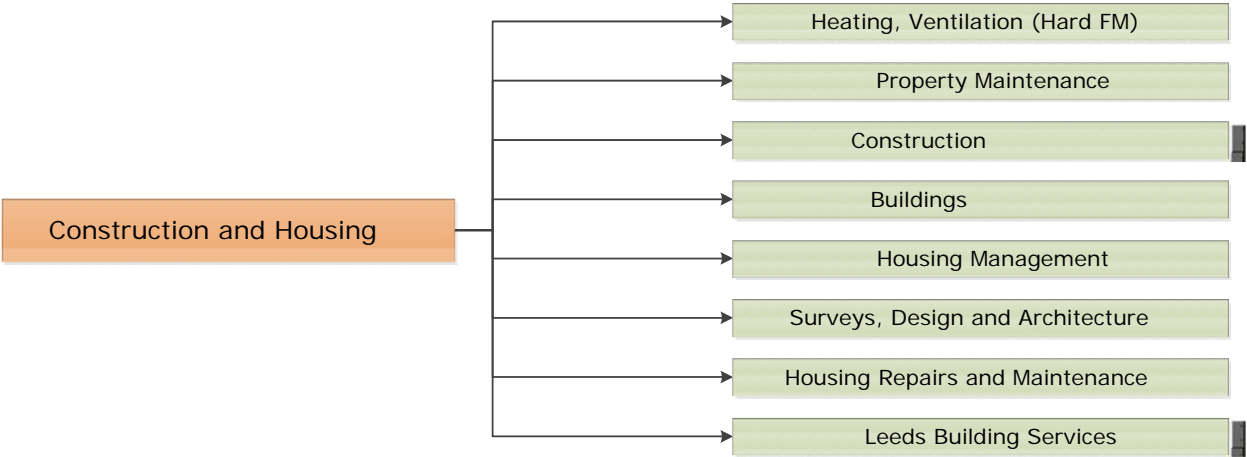 Heating, Ventilation (Hard FM)
Property Maintenance
Construction
Buildings
Construction and Housing
Housing Management
Surveys, Design and Architecture
Housing Repairs and Maintenance
Leeds Building Services